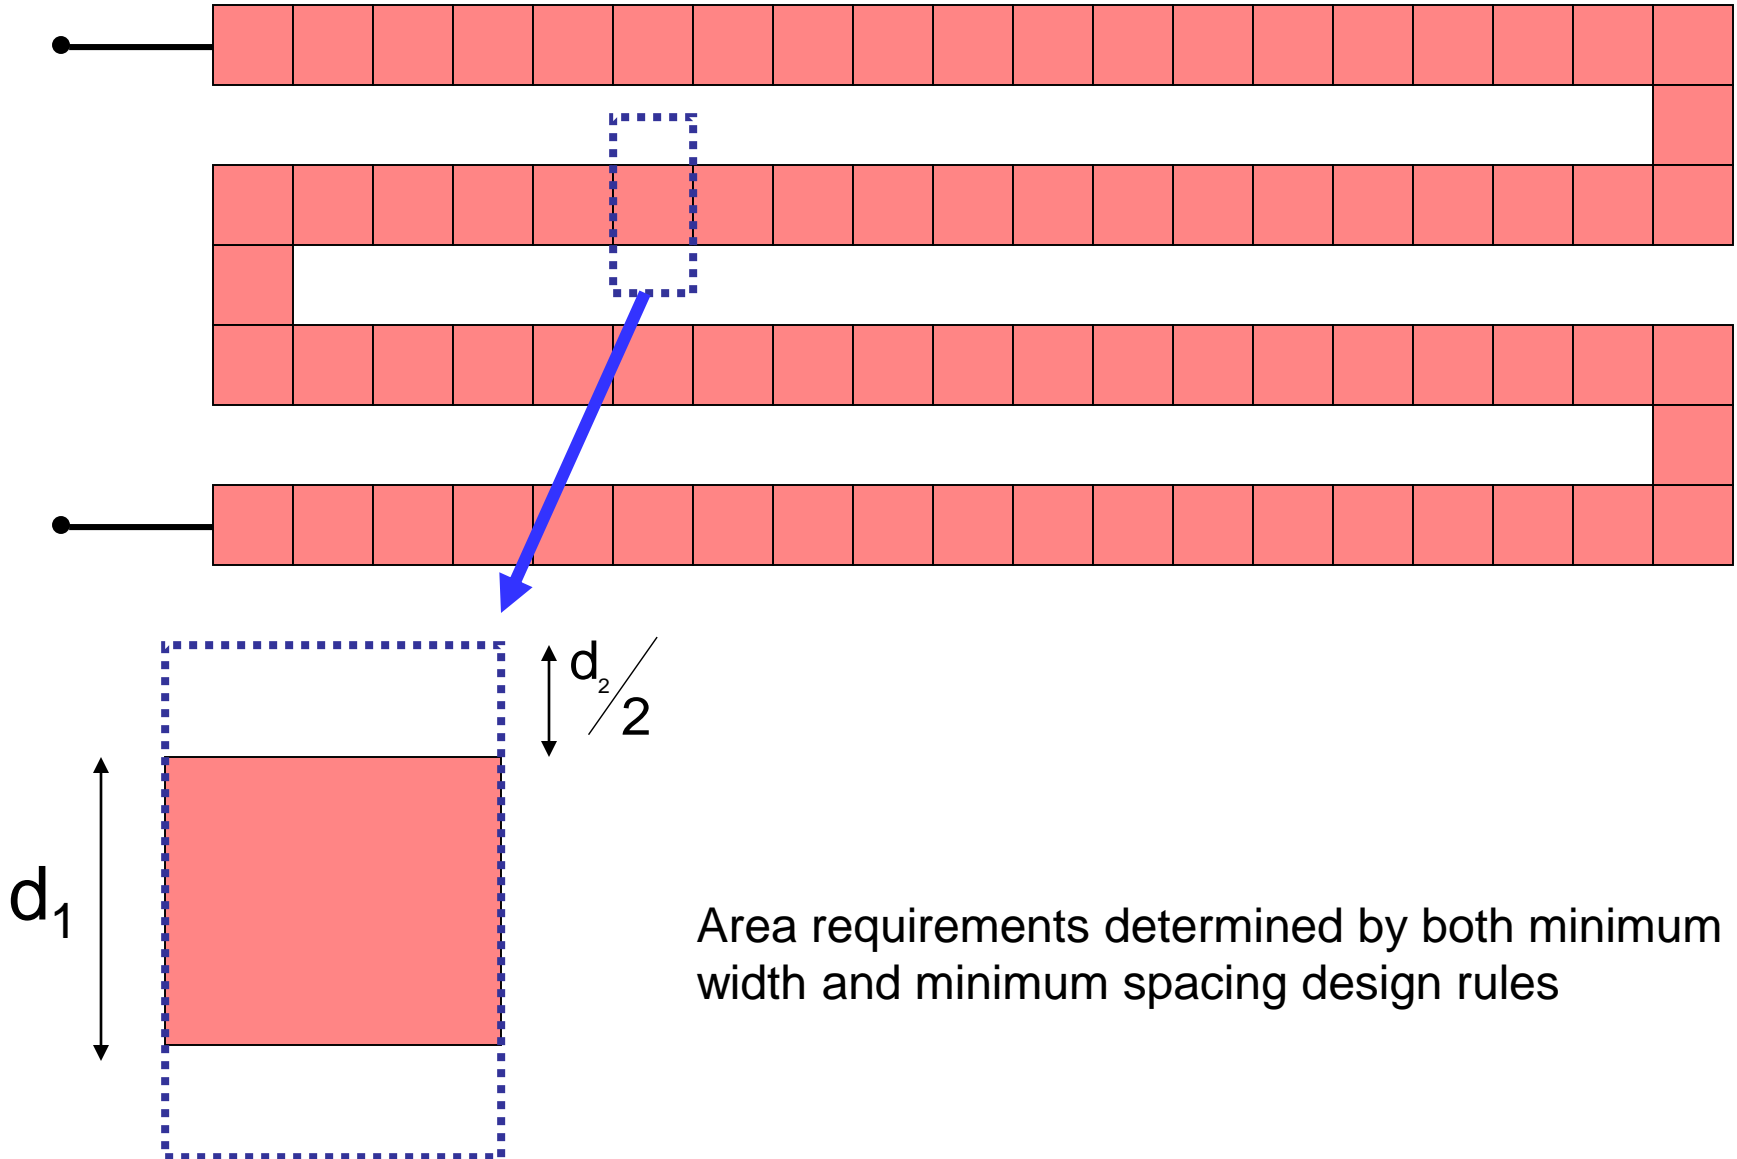 d₂/2
d₁
Area requirements determined by both minimum
width and minimum spacing design rules